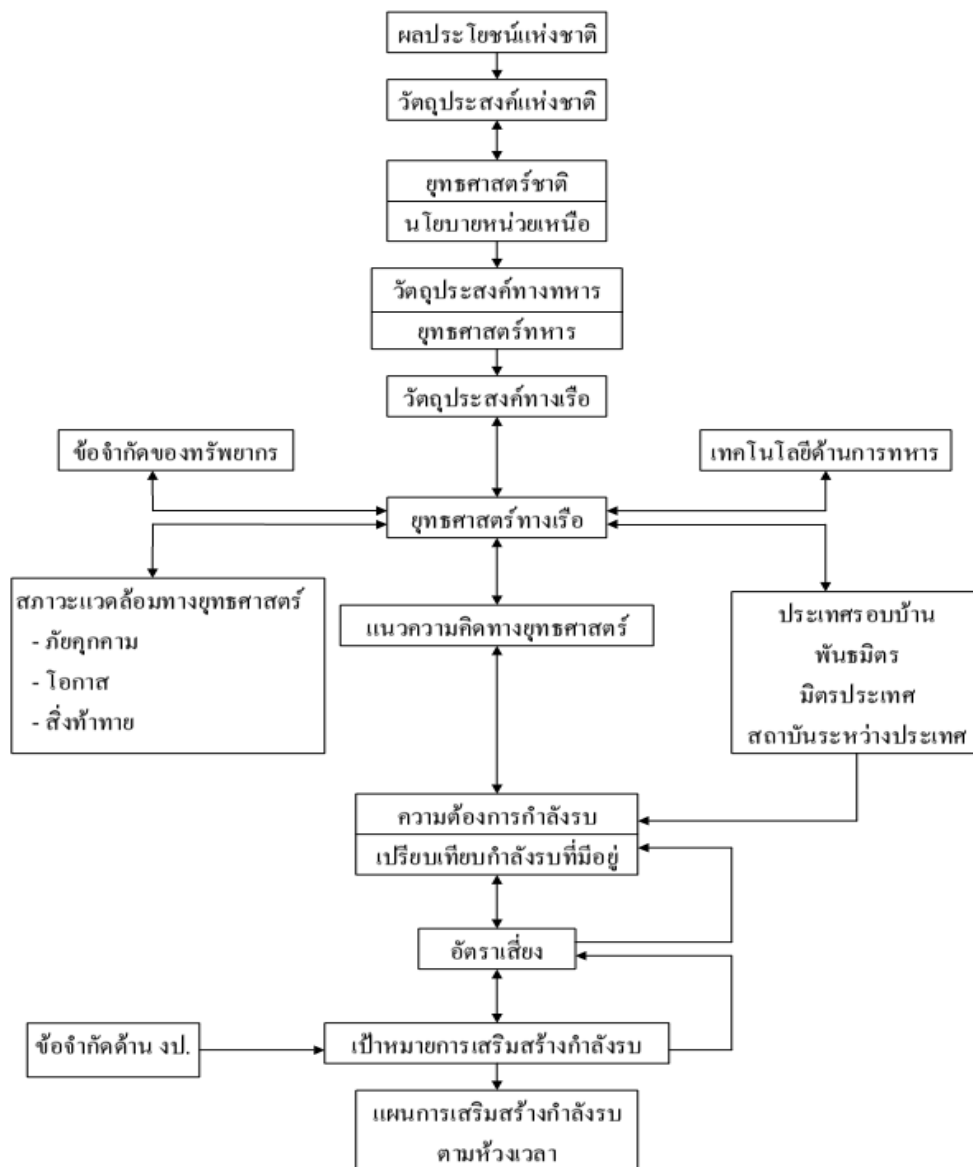 ผลประโยชน์แห่งชาติ
วัตถุประสงค์แห่งชาติ
ยุทธศาสตร์ชาติ
นโยบายหน่วยเหนือ
วัตถุประสงค์ทางทหาร
ยุทธศาสตร์ทหาร
วัตถุประสงค์ทางเรือ
ข้อจำกัดของทรัพยากร
เทคโนโลยีด้านการทหาร
ยุทธศาสตร์ทางเรือ
สภาวะแวดล้อมทางยุทธศาสตร์
- ภัยคุกคาม
- โอกาส
- สิ่งท้าทาย
แนวความคิดทางยุทธศาสตร์
ประเทศรอบบ้าน
พันธมิตร
มิตรประเทศ
สถาบันระหว่างประเทศ
ความต้องการกำลังรบ
เปรียบเทียบกำลังรบที่มีอยู่
อัตราเสี่ยง
ข้อจำกัดด้าน งป.
เป้าหมายการเสริมสร้างกำลังรบ
แผนการเสริมสร้างกำลังรบ
ตามห้วงเวลา